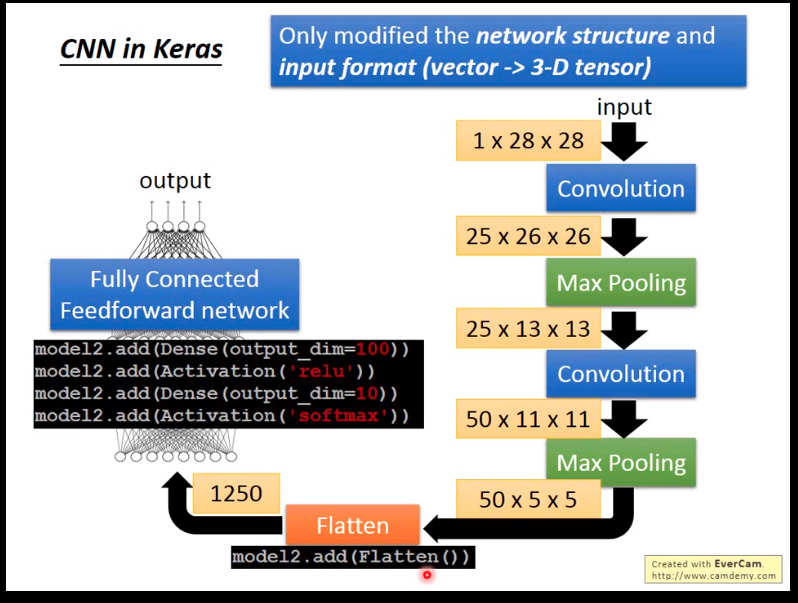 CNN in Keras
Only modified the network structure and
input format (vector -> 3-D tensor)
input
1 x 28 x 28
Convolution
25 x 26 x 26
Max Pooling
25 x 13 x 13
Convolution
50 x 11 x 11
Max Pooling
50 x 5 x 5
output
Fully Connected
Feedforward network
model2.add(Dense(output_dim=100))
model2.add(Activation('relu'))
model2.add(Dense(output_dim=10))
model2.add(Activation('softmax'))
1250
Flatten
model2.add(Flatten())
Created with EverCam.
http://www.camdemy.com